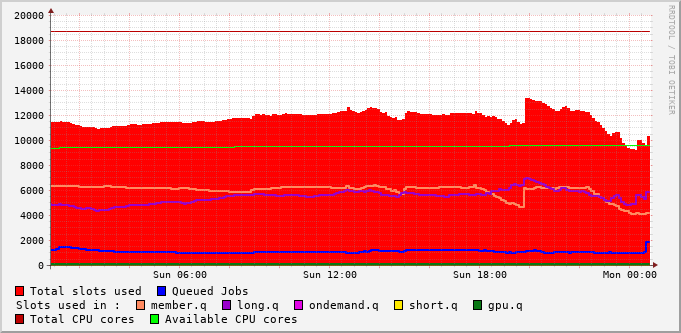 20000
18000
16000
14000
12000
10000
8000
6000
4000
2000
0
Sun 06:00 Sun 12:00 Sun 18:00 Mon 00:00
Total slots used Queued Jobs
Slots used in : member.q long.q ondemand.q short.q gpu.q
Total CPU cores Available CPU cores
RRDTOOL / TOBI OETIKER